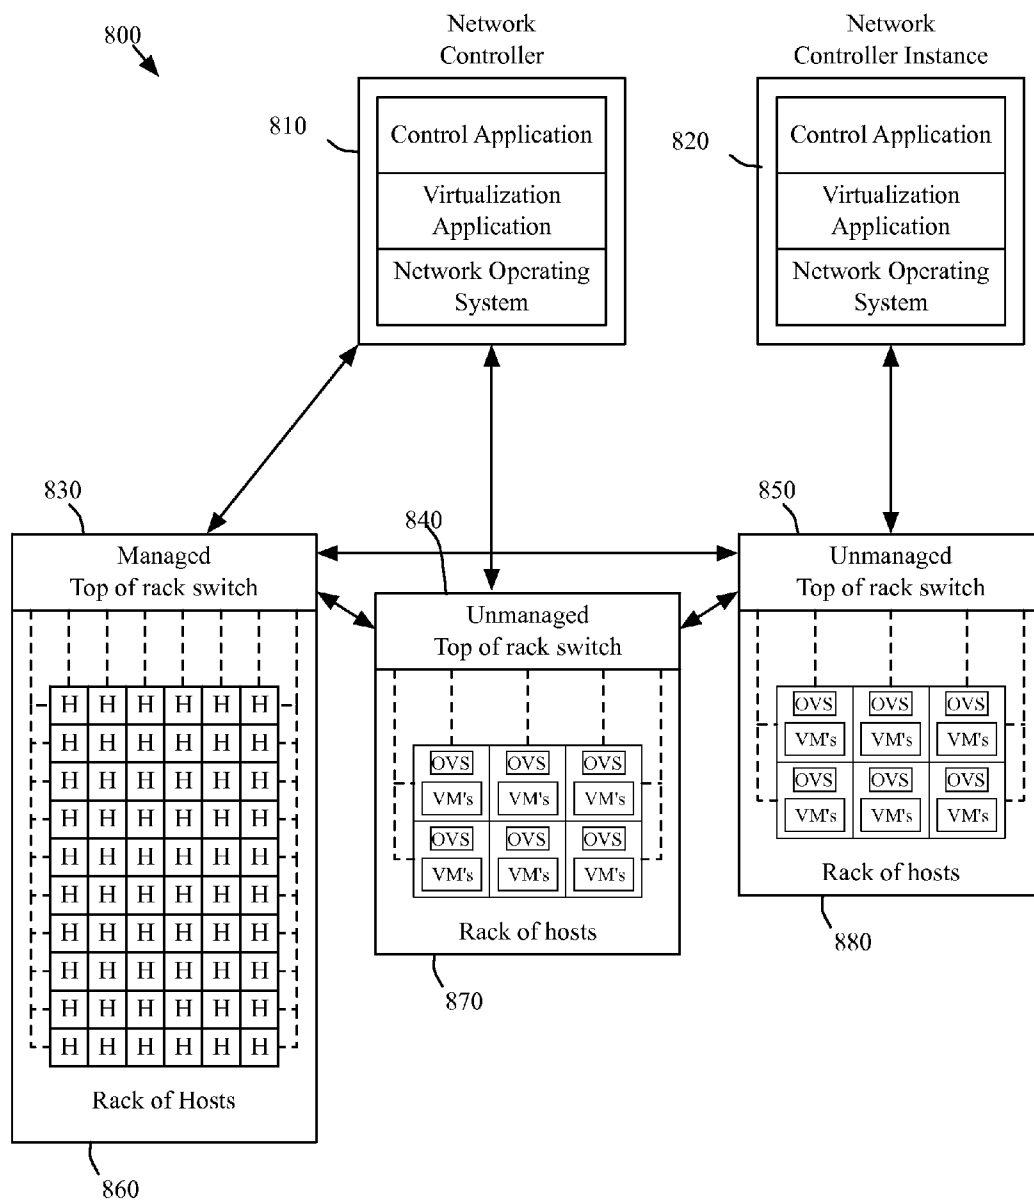 800
Network
Controller
810
Control Application
Virtualization
Application
Network Operating
System
Network
Controller Instance
820
Control Application
Virtualization
Application
Network Operating
System
830
Managed
Top of rack switch
H H H H H H
H H H H H H
H H H H H H
H H H H H H
H H H H H H
H H H H H H
H H H H H H
H H H H H H
H H H H H H
H H H H H H
Rack of Hosts
860
840
Unmanaged
Top of rack switch
OVS OVS OVS
VM's VM's VM's
OVS OVS OVS
VM's VM's VM's
Rack of hosts
870
850
Unmanaged
Top of rack switch
OVS OVS OVS
VM's VM's VM's
OVS OVS OVS
VM's VM's VM's
Rack of hosts
880